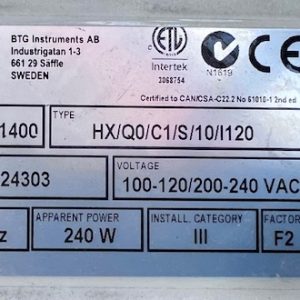 BTG Instruments AB
Industrigatan 1-3
661 29 Säffle
SWEDEN
ETL
Intertek
3068754
N1619
CE
Certified to CAN/CSA-C22.2 No 61010-1 2nd ed
TYPE
1400
HX/Q0/C1/S/10/I120
VOLTAGE
24303
100-120/200-240 VAC
APPARENT POWER
INSTALL. CATEGORY
FACTOR
z
240 W
III
F2